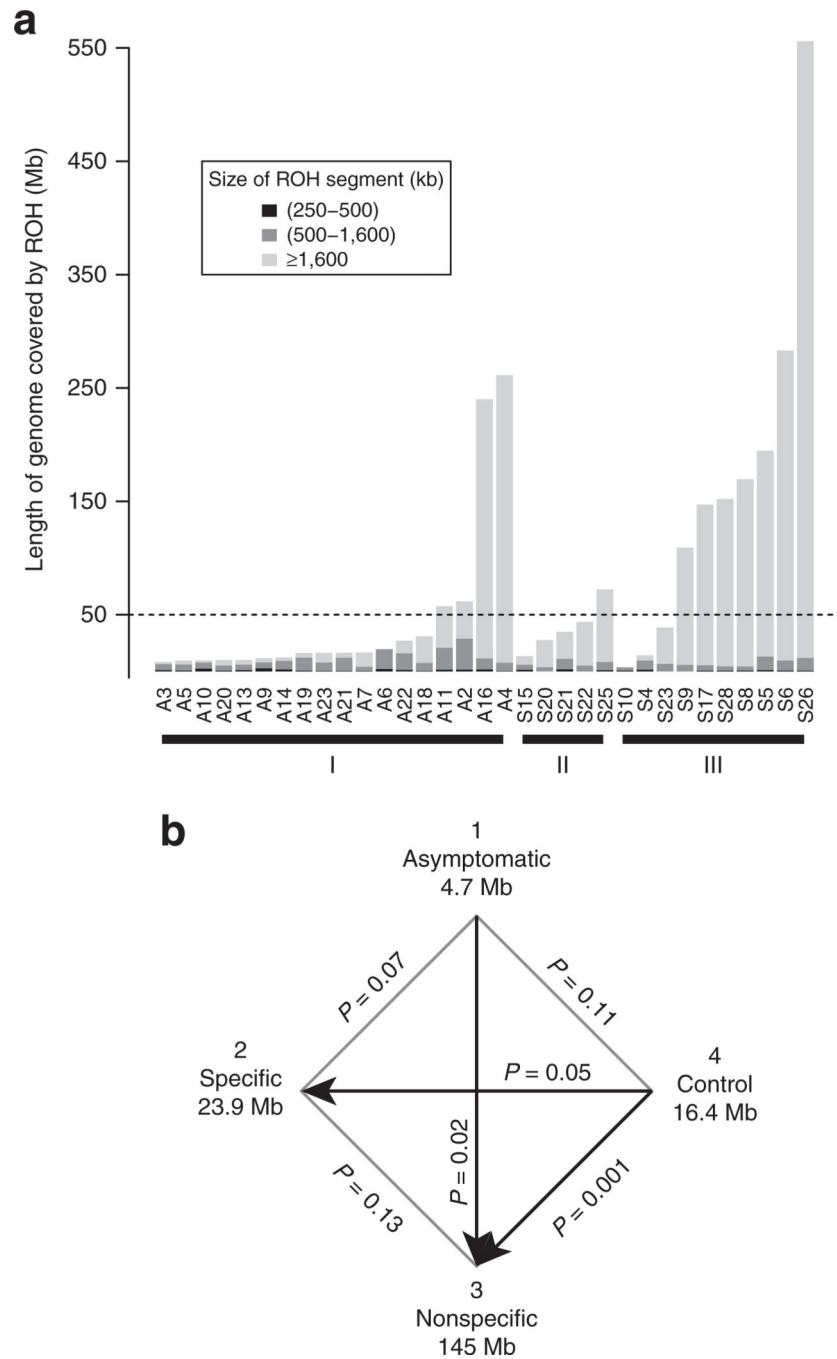 a
Length of genome covered by ROH (Mb)
550
450
350
250
150
50
Size of ROH segment (kb)
(250–500)
(500–1,600)
≥1,600
A3 A5 A10 A20 A13 A9 A14 A19 A23 A21 A7 A6 A22 A18 A11 A2 A16 A4 S15 S20 S21 S22 S25 S10 S4 S23 S9 S17 S28 S8 S5 S6 S26
I II III
b
1
Asymptomatic
4.7 Mb
P = 0.07
P = 0.11
2
Specific
23.9 Mb
P = 0.05
4
Control
16.4 Mb
P = 0.02
P = 0.13
P = 0.001
3
Nonspecific
145 Mb